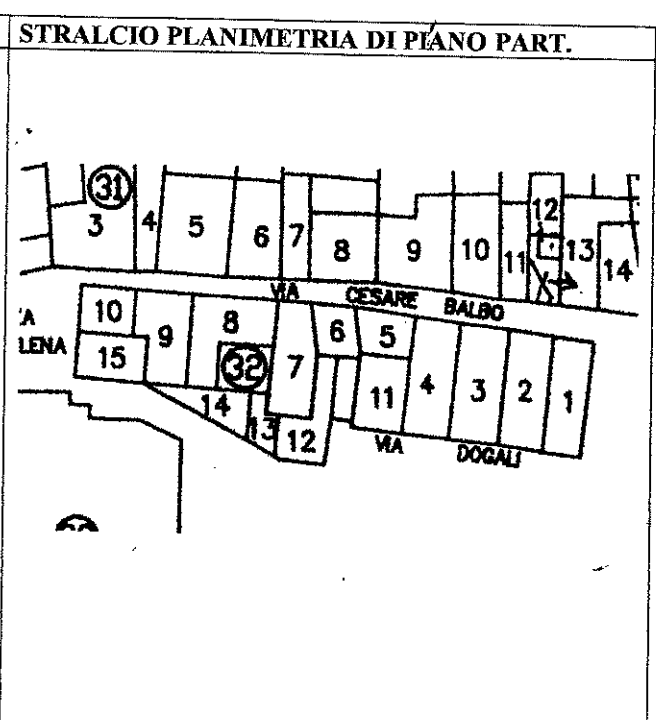 STRALCIO PLANIMETRIA DI PIANO PART.
31
3 4 5 6 7 8 9 10 11 12 13 14
VIA CESARE BALBO
10 9 8 7 6 5
LENA
15 32 11 4 3 2 1
14 13 12
VIA DOGALI